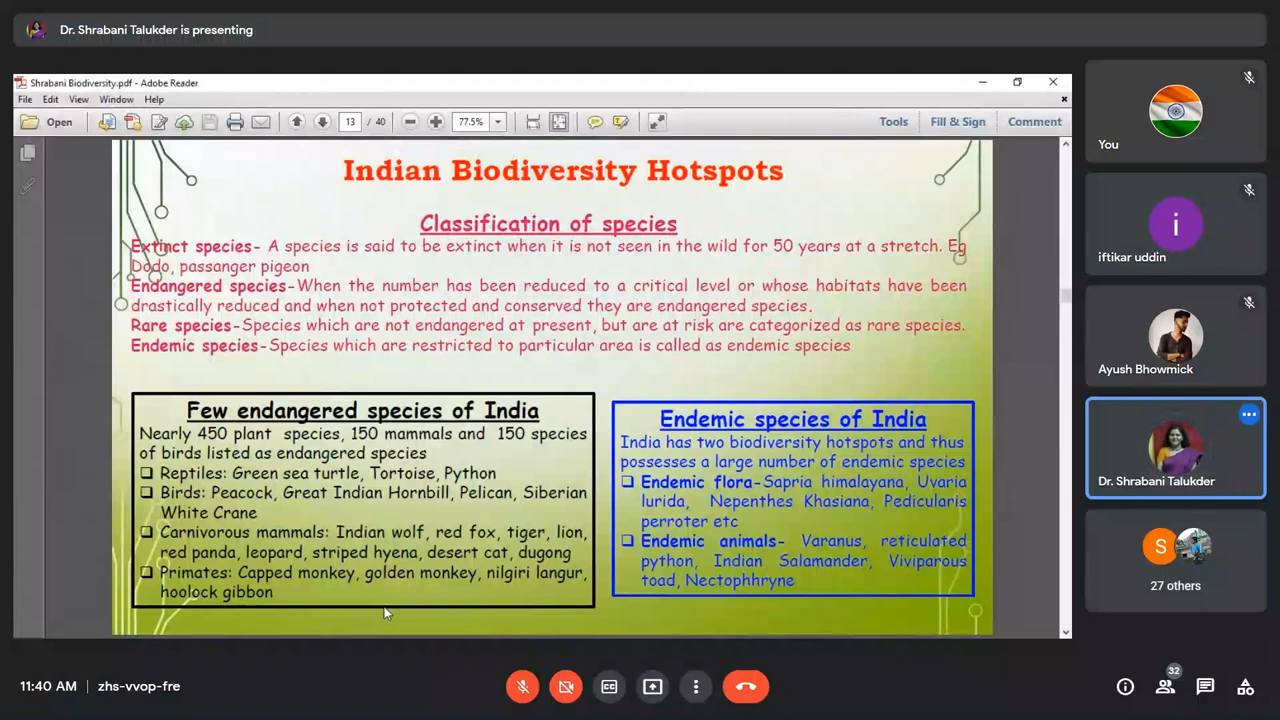 Dr. Shrabani Talukder is presenting
Shrabani Biodiversity.pdf - Adobe Reader
File Edit View Window Help
Open 13 / 40 77.5% Tools Fill & Sign Comment
Indian Biodiversity Hotspots
Classification of species
Extinct species- A species is said to be extinct when it is not seen in the wild for 50 years at a stretch. Eg
Dodo, passanger pigeon
Endangered species-When the number has been reduced to a critical level or whose habitats have been
drastically reduced and when not protected and conserved they are endangered species.
Rare species-Species which are not endangered at present, but are at risk are categorized as rare species.
Endemic species-Species which are restricted to particular area is called as endemic species
Few endangered species of India
Nearly 450 plant species, 150 mammals and 150 species
of birds listed as endangered species
Reptiles: Green sea turtle, Tortoise, Python
Birds: Peacock, Great Indian Hornbill, Pelican, Siberian
White Crane
Carnivorous mammals: Indian wolf, red fox, tiger, lion,
red panda, leopard, striped hyena, desert cat, dugong
Primates: Capped monkey, golden monkey, nilgiri langur,
hoolock gibbon
Endemic species of India
India has two biodiversity hotspots and thus
possesses a large number of endemic species
Endemic flora-Sapria himalayana, Uvaria
lurida, Nepenthes Khasiana, Pedicularis
perroter etc
Endemic animals- Varanus, reticulated
python, Indian Salamander, Viviparous
toad, Nectophhryne
You
i
iftikar uddin
Ayush Bhowmick
Dr. Shrabani Talukder
S
27 others
11:40 AM | zhs-vvop-fre
CC
32